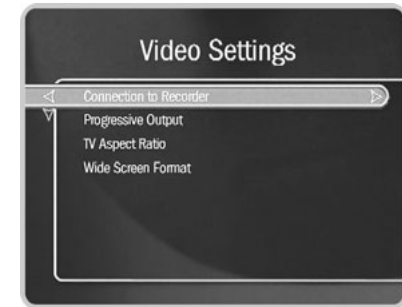 Video Settings
Connection to Recorder
Progressive Output
TV Aspect Ratio
Wide Screen Format